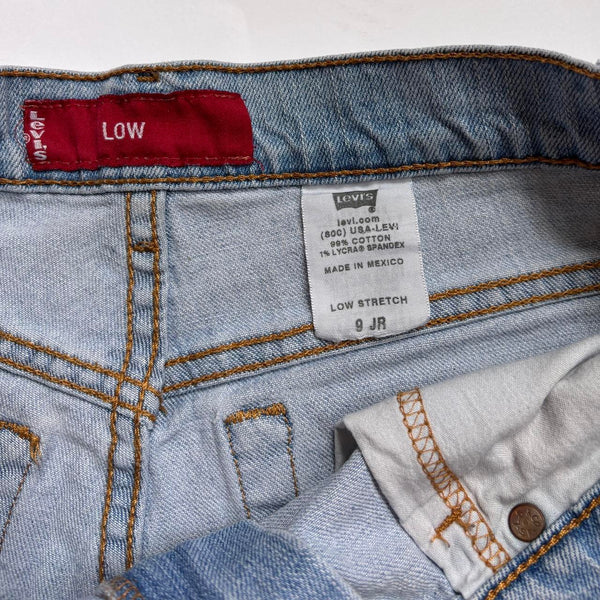 LEVI'S
LOW
Levi's
levi.com
(800) USA-LEVI
99% COTTON
1% LYCRA® SPANDEX
MADE IN MEXICO
LOW STRETCH
9 JR